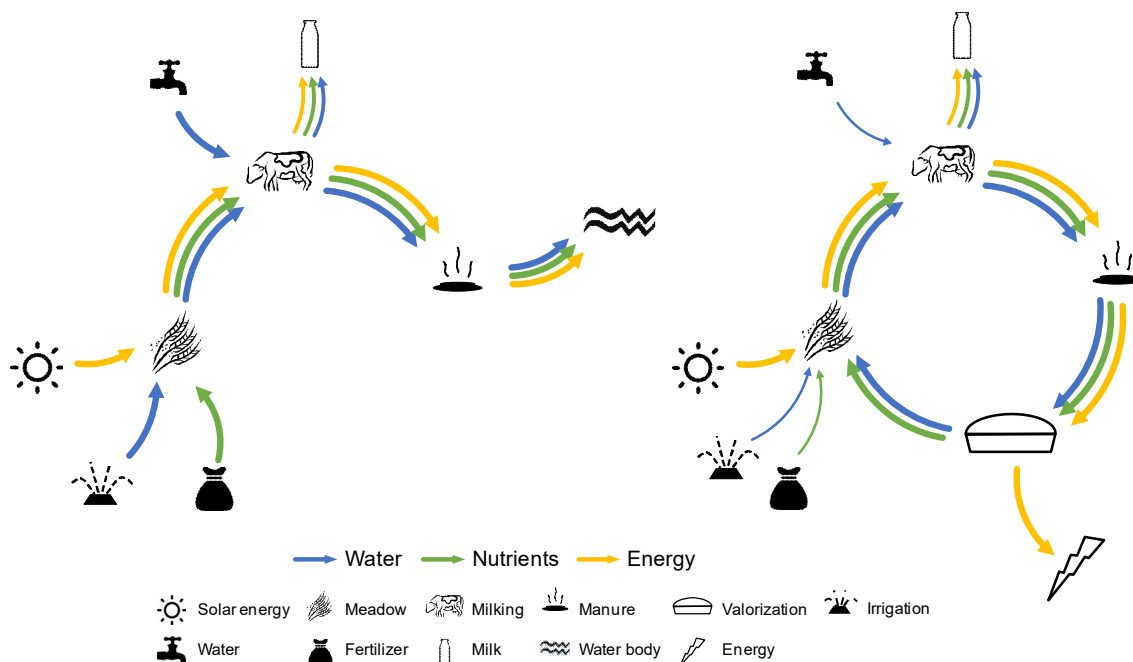 Water Nutrients Energy
Solar energy Meadow Milking Manure Valorization Irrigation
Water Fertilizer Milk Water body Energy